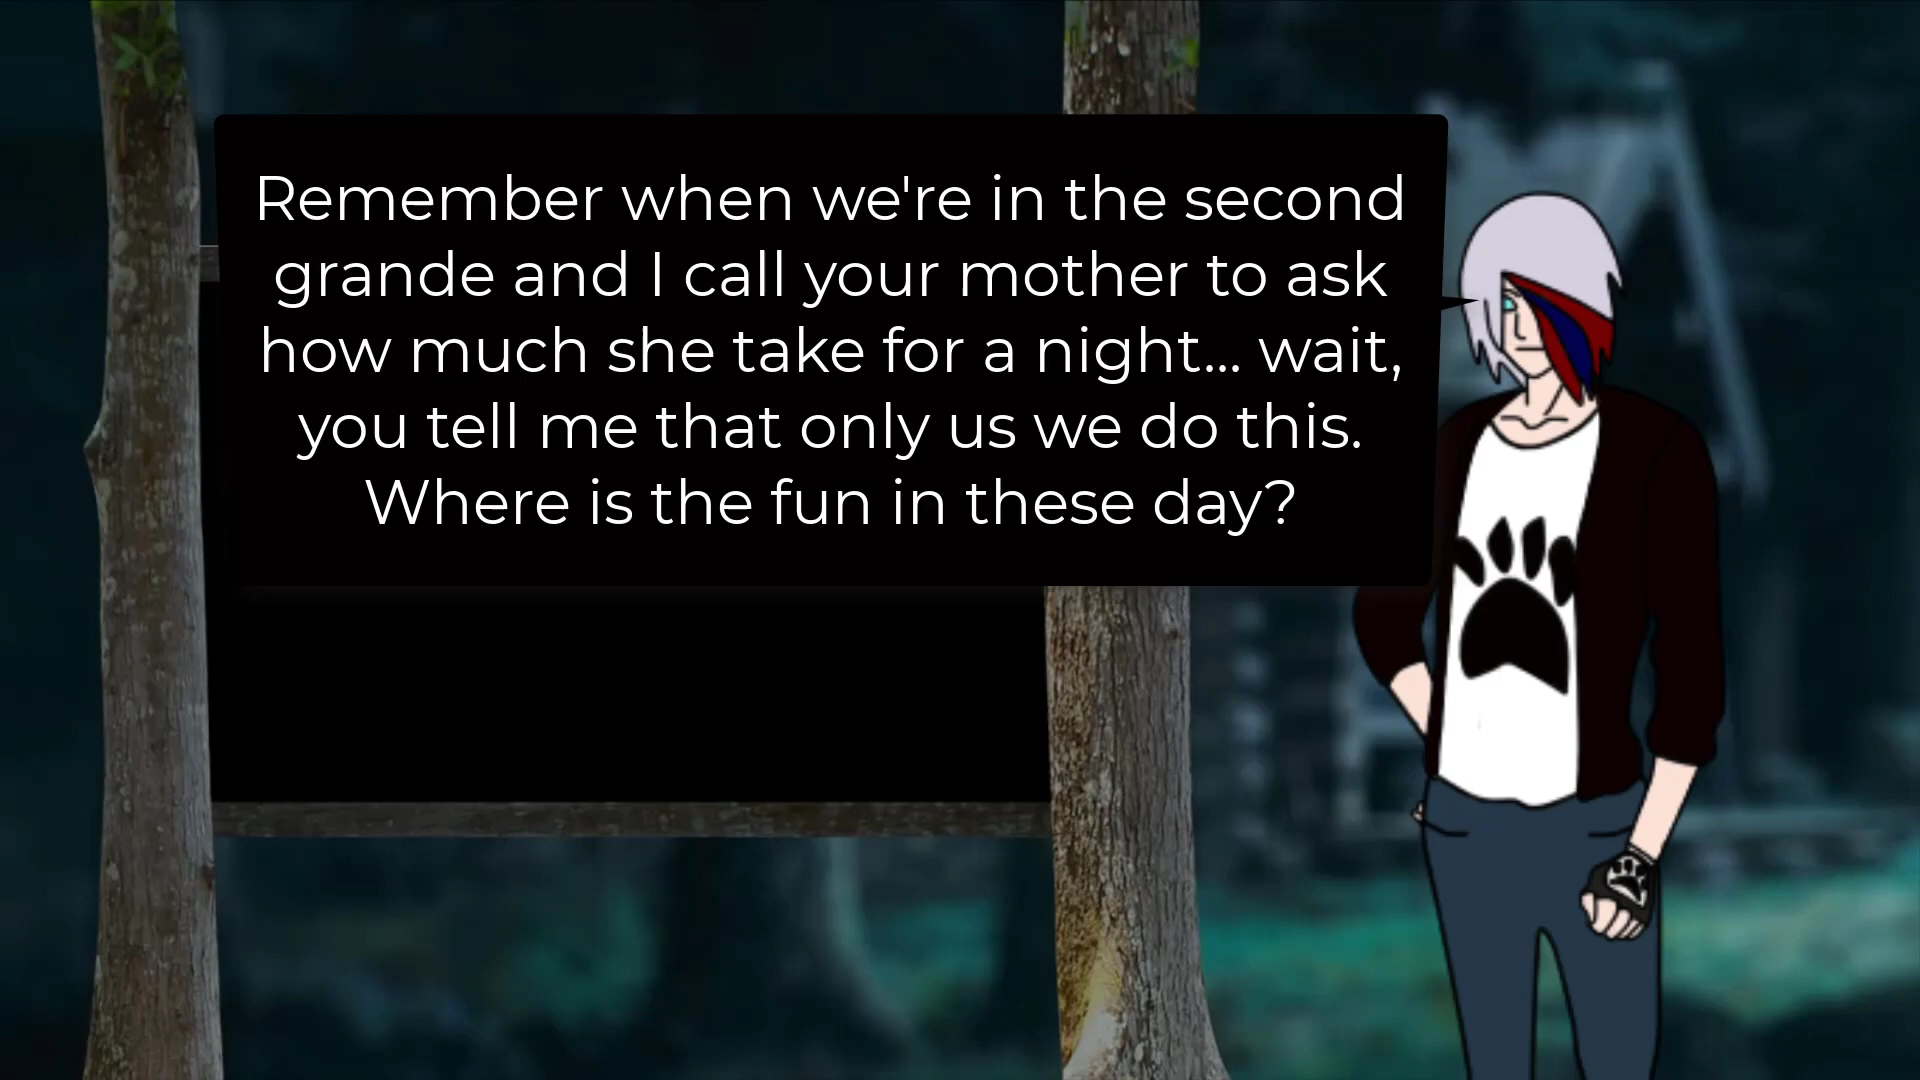 Remember when we're in the second
grande and I call your mother to ask
how much she take for a night... wait,
you tell me that only us we do this.
Where is the fun in these day?